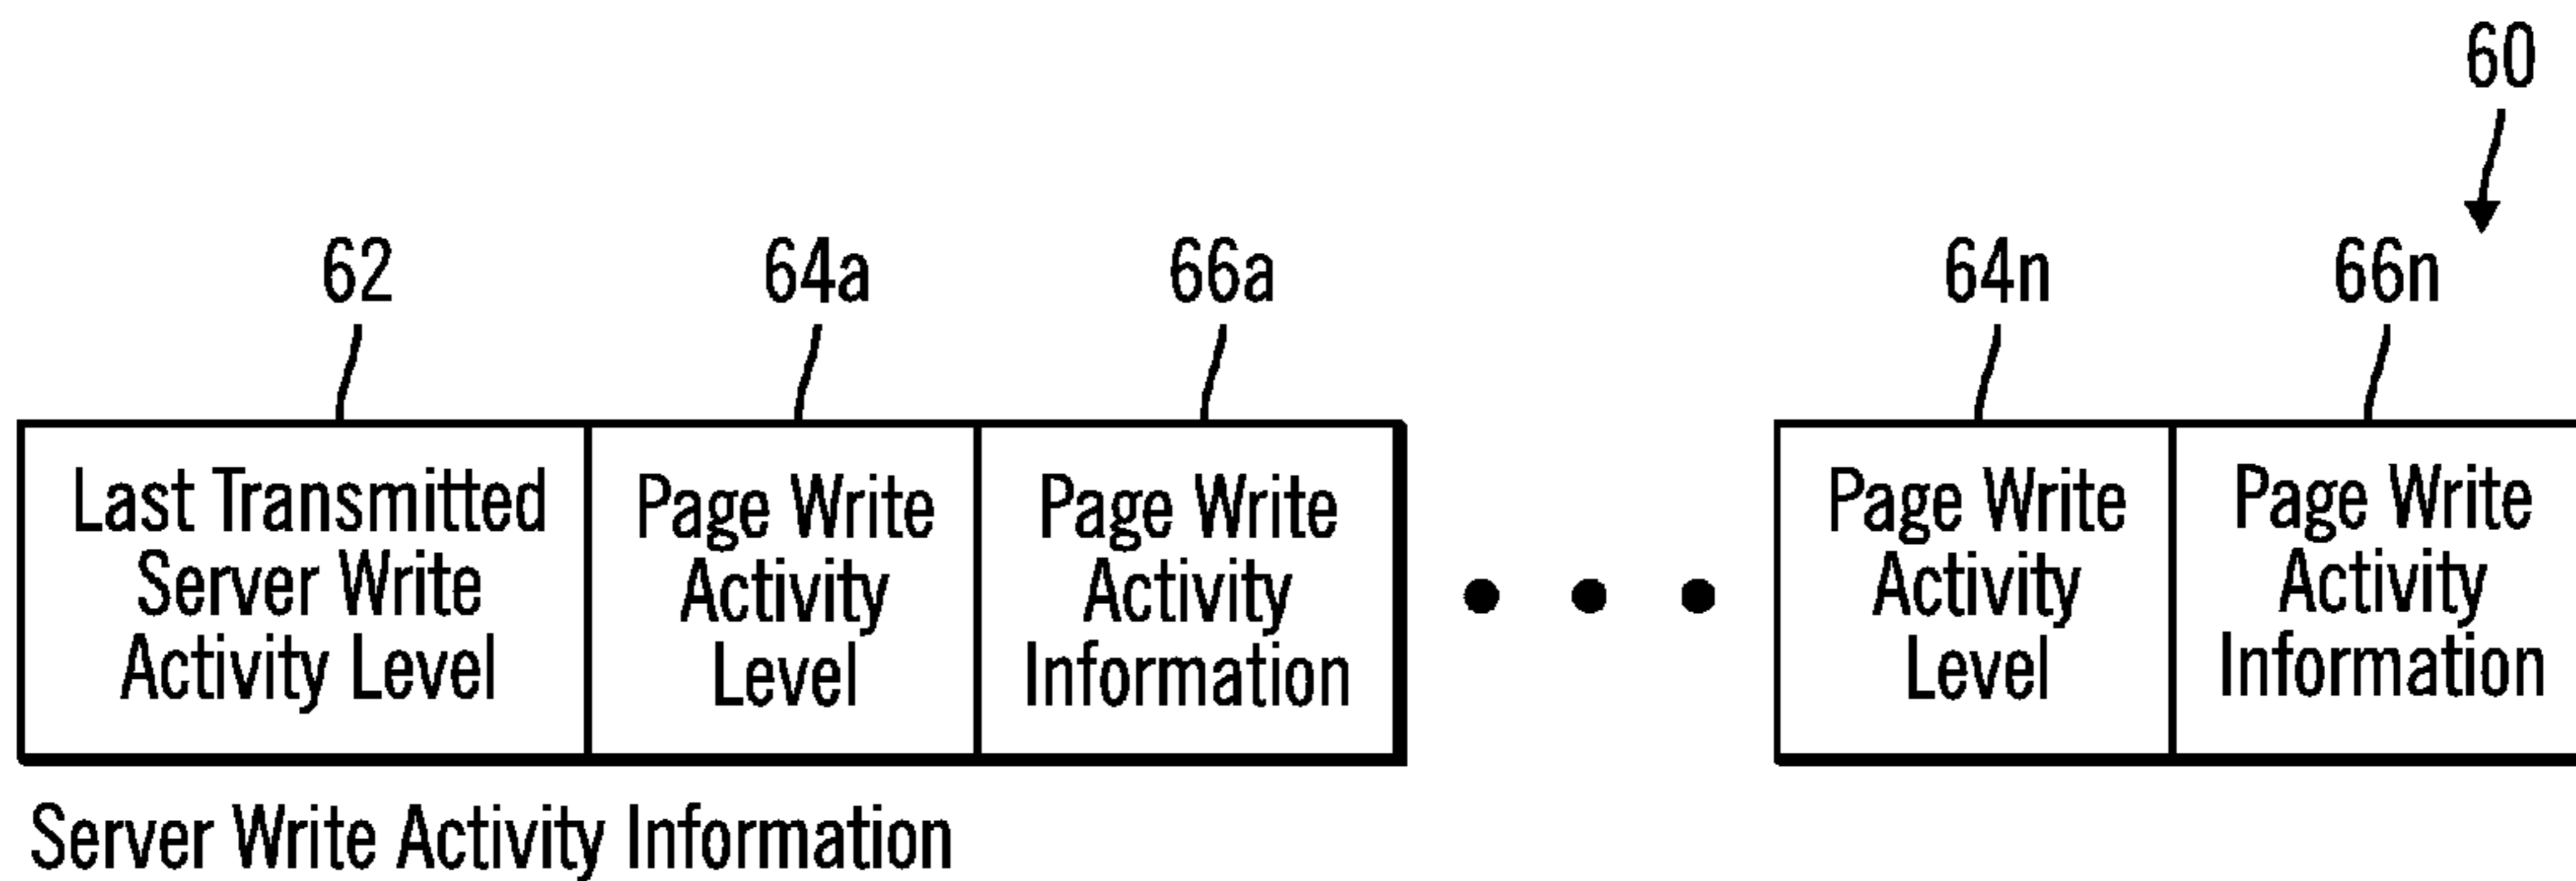 60
62
64a
66a
64n
66n
Last Transmitted
Server Write
Activity Level
Page Write
Activity
Level
Page Write
Activity
Information
Page Write
Activity
Level
Page Write
Activity
Information
Server Write Activity Information